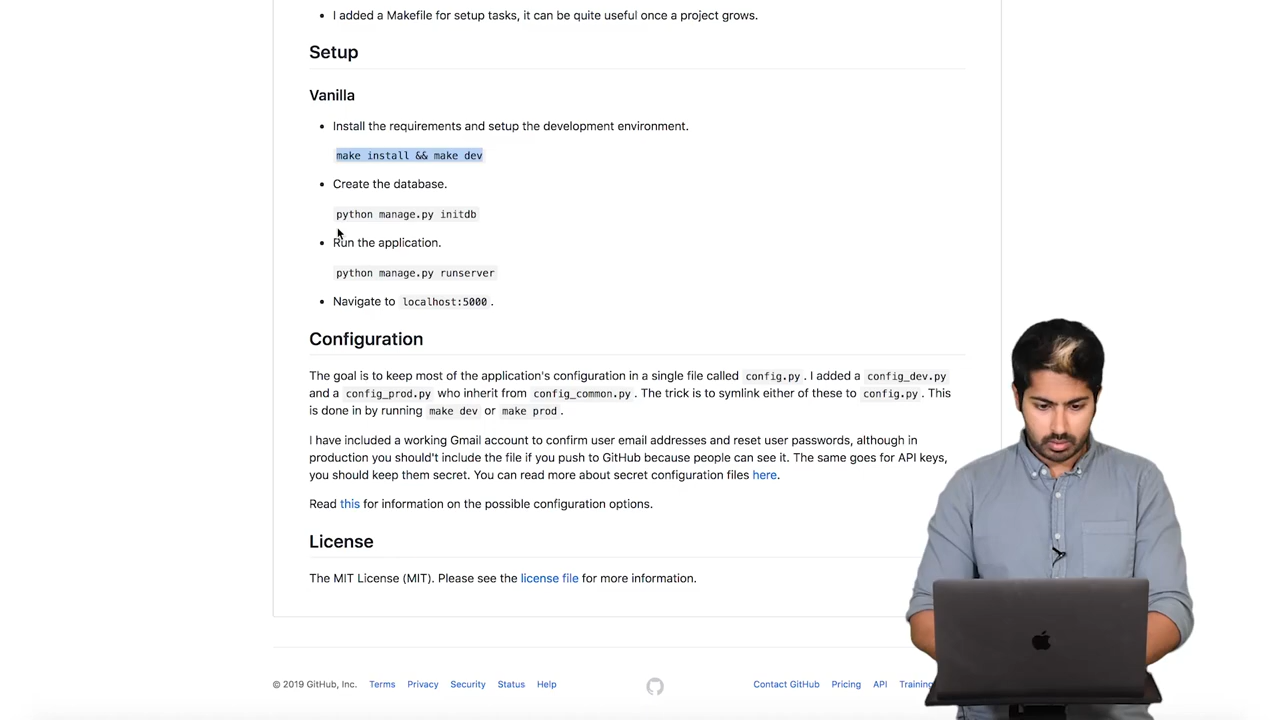 I added a Makefile for setup tasks, it can be quite useful once a project grows.
Setup
Vanilla
Install the requirements and setup the development environment.
make install && make dev
Create the database.
python manage.py initdb
Run the application.
python manage.py runserver
Navigate to localhost:5000 .
Configuration
The goal is to keep most of the application's configuration in a single file called config.py . I added a config_dev.py
and a config_prod.py who inherit from config_common.py . The trick is to symlink either of these to config.py . This
is done in by running make dev or make prod .
I have included a working Gmail account to confirm user email addresses and reset user passwords, although in
production you should't include the file if you push to GitHub because people can see it. The same goes for API keys,
you should keep them secret. You can read more about secret configuration files here.
Read this for information on the possible configuration options.
License
The MIT License (MIT). Please see the license file for more information.
© 2019 GitHub, Inc. Terms Privacy Security Status Help Contact GitHub Pricing API Training